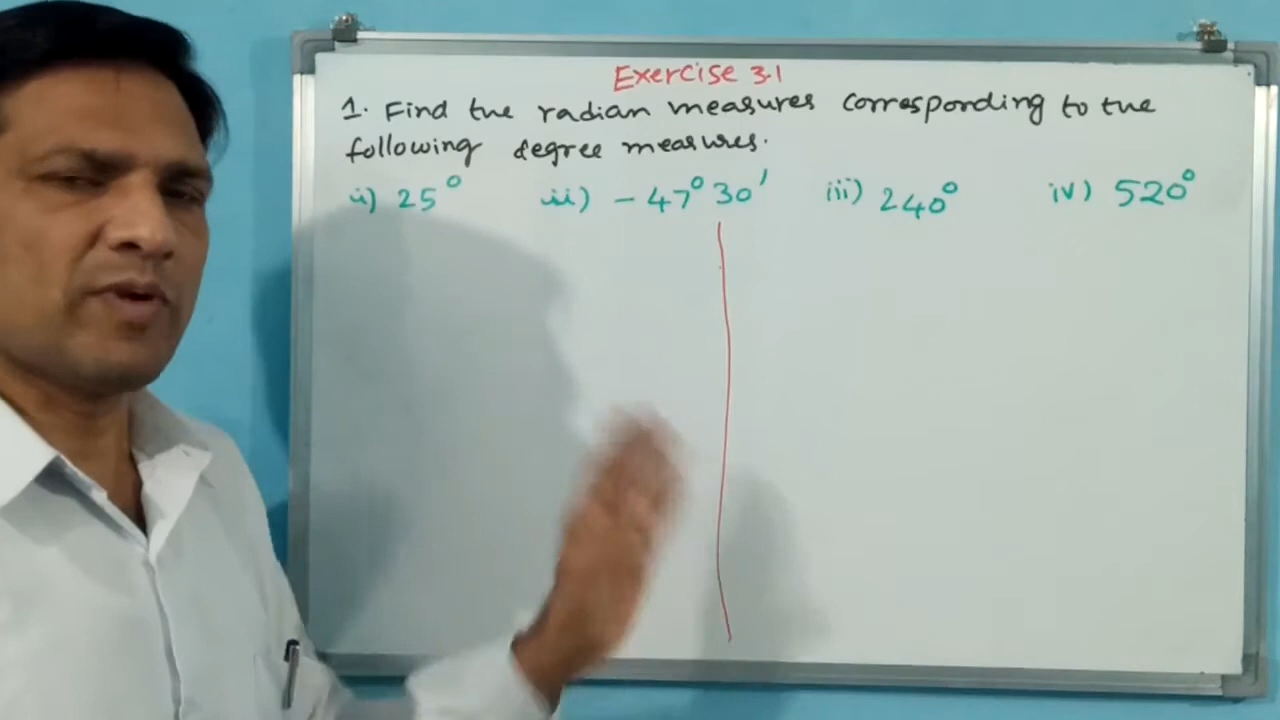 Exercise 3.1
1. Find the radian measures corresponding to the
following degree measures.
i) 25° ii) -47°30' iii) 240° iv) 520°